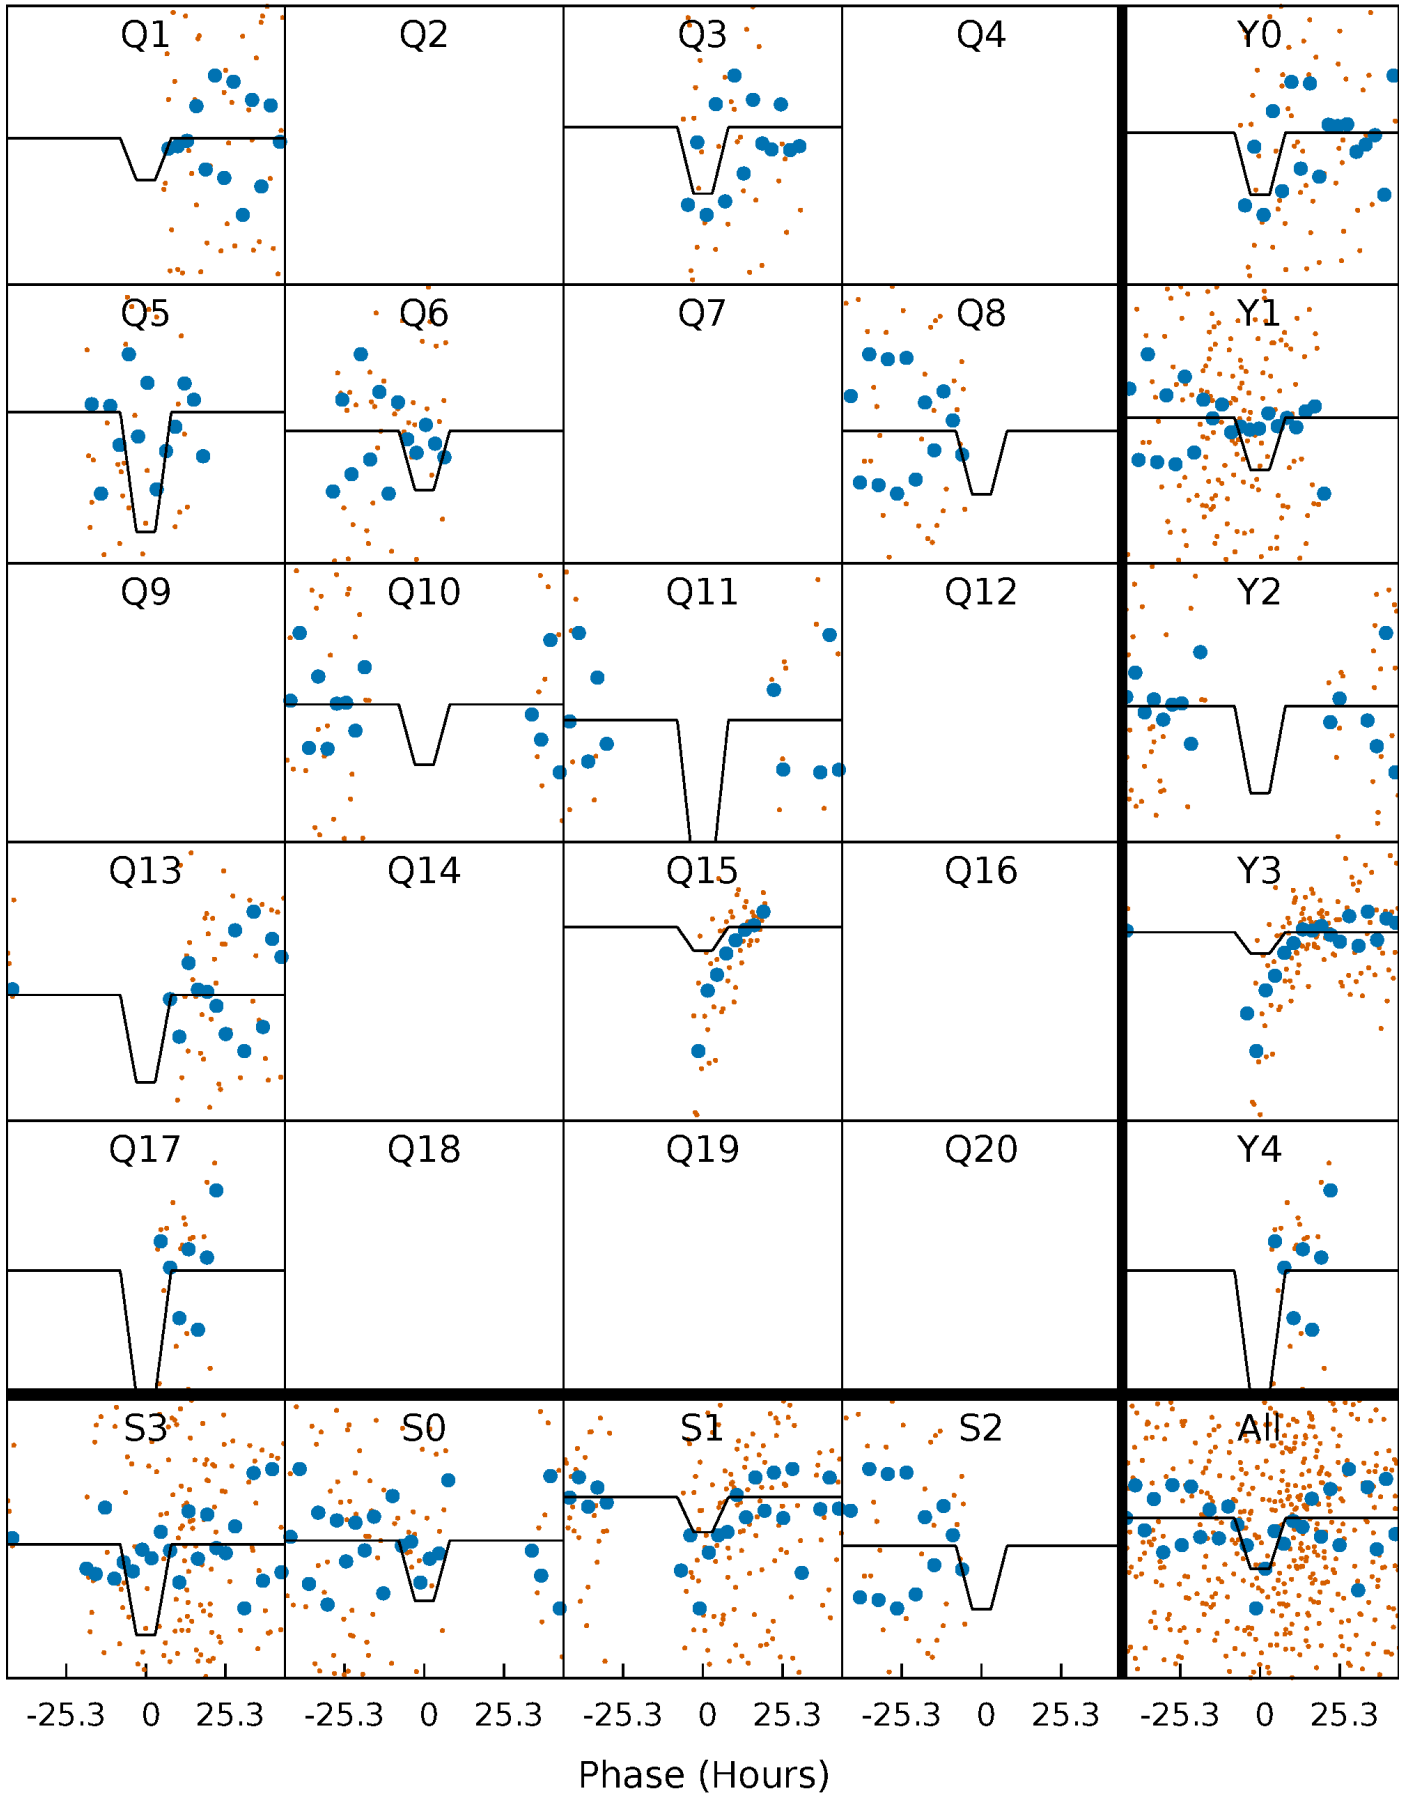 Q1 Q2 Q3 Q4 Y0
Q5 Q6 Q7 Q8 Y1
Q9 Q10 Q11 Q12 Y2
Q13 Q14 Q15 Q16 Y3
Q17 Q18 Q19 Q20 Y4
S3 S0 S1 S2 All
-25.3 0 25.3 -25.3 0 25.3 -25.3 0 25.3 -25.3 0 25.3 -25.3 0 25.3
Phase (Hours)